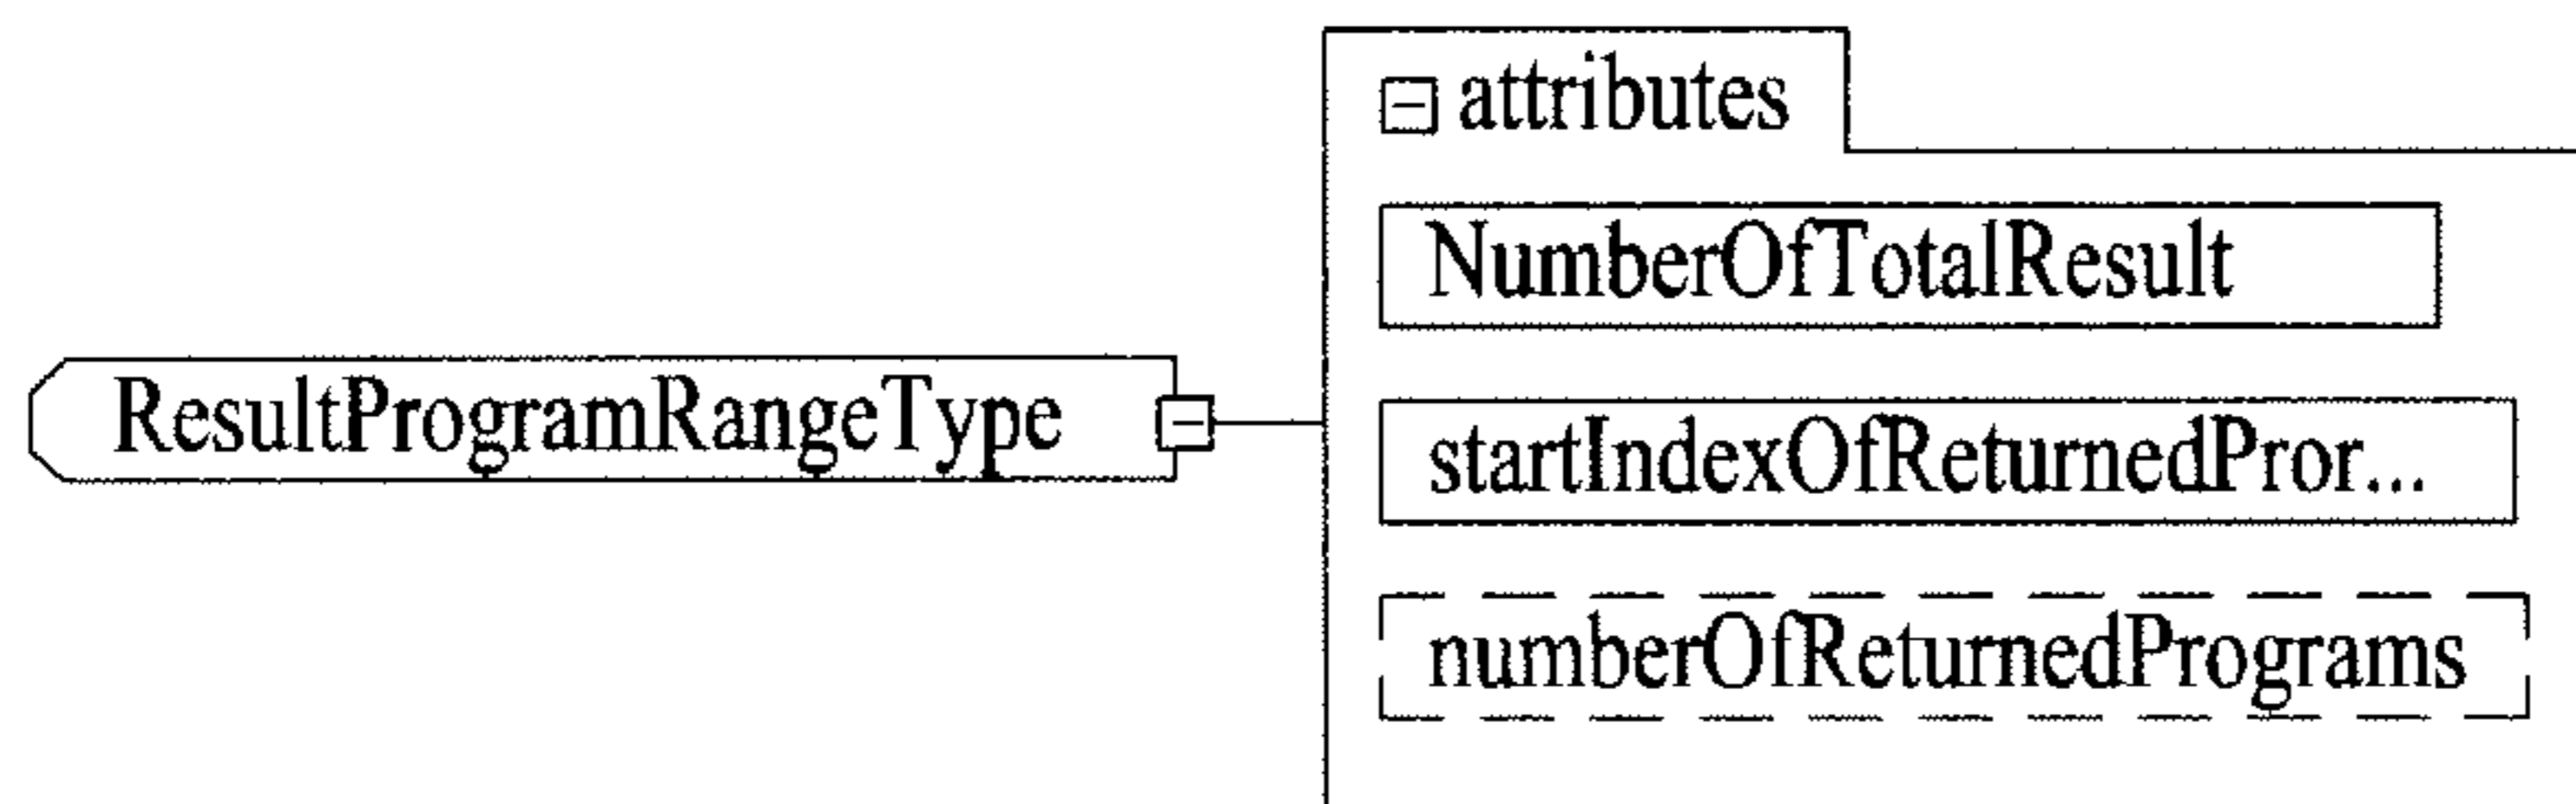 attributes
NumberOfTotalResult
ResultProgramRangeType
startIndexOfReturnedPror...
numberOfReturnedPrograms